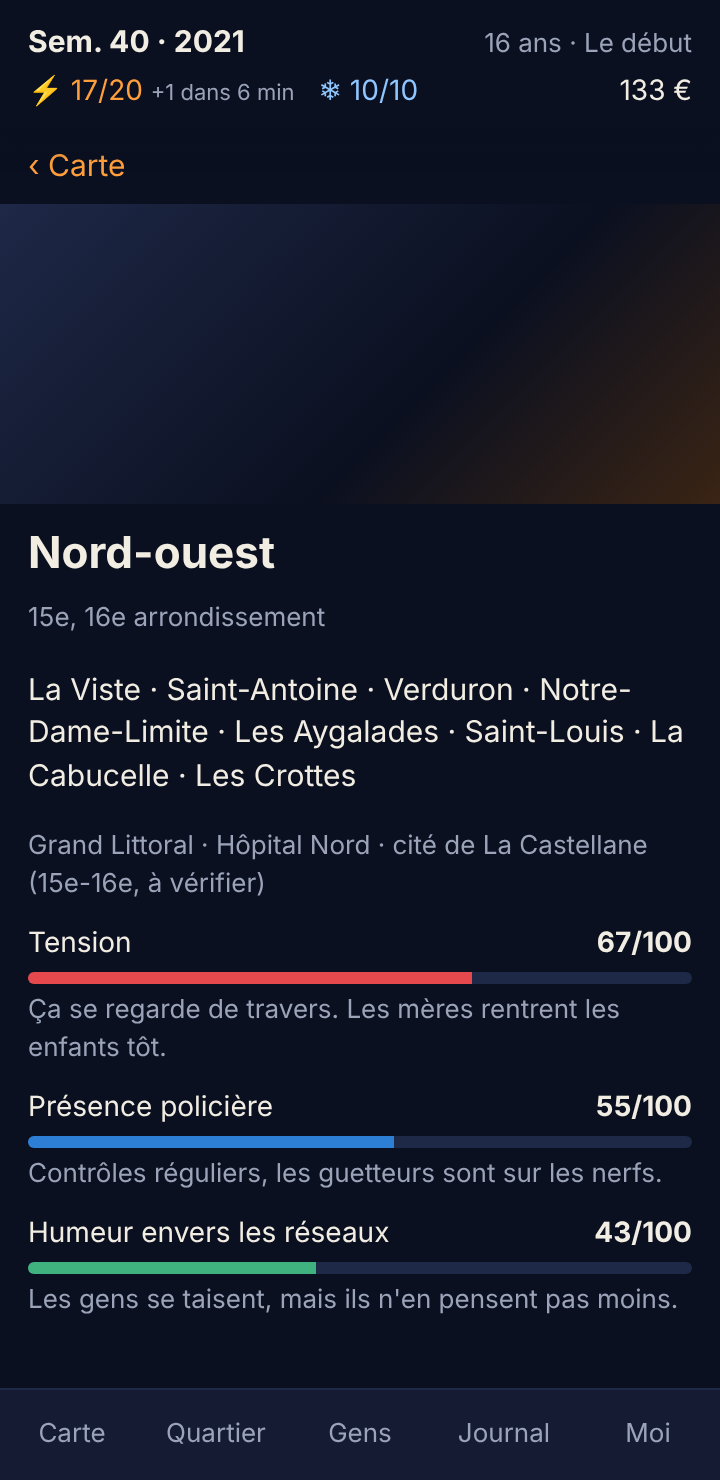 Sem. 40 · 2021
16 ans · Le début
⚡ 17/20 +1 dans 6 min ❄ 10/10
133 €
‹ Carte
Nord-ouest
15e, 16e arrondissement
La Viste · Saint-Antoine · Verduron · Notre-
Dame-Limite · Les Aygalades · Saint-Louis · La
Cabucelle · Les Crottes
Grand Littoral · Hôpital Nord · cité de La Castellane
(15e-16e, à vérifier)
Tension
67/100
Ça se regarde de travers. Les mères rentrent les
enfants tôt.
Présence policière
55/100
Contrôles réguliers, les guetteurs sont sur les nerfs.
Humeur envers les réseaux
43/100
Les gens se taisent, mais ils n'en pensent pas moins.
Carte
Quartier
Gens
Journal
Moi